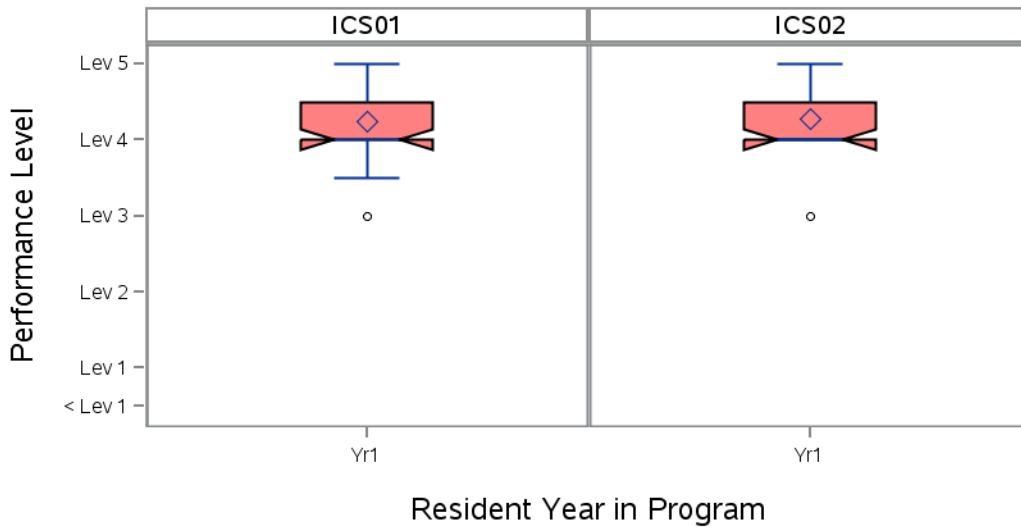 ICS01
ICS02
Performance Level
Lev 5
Lev 4
Lev 3
Lev 2
Lev 1
< Lev 1
Yr1
Yr1
Resident Year in Program